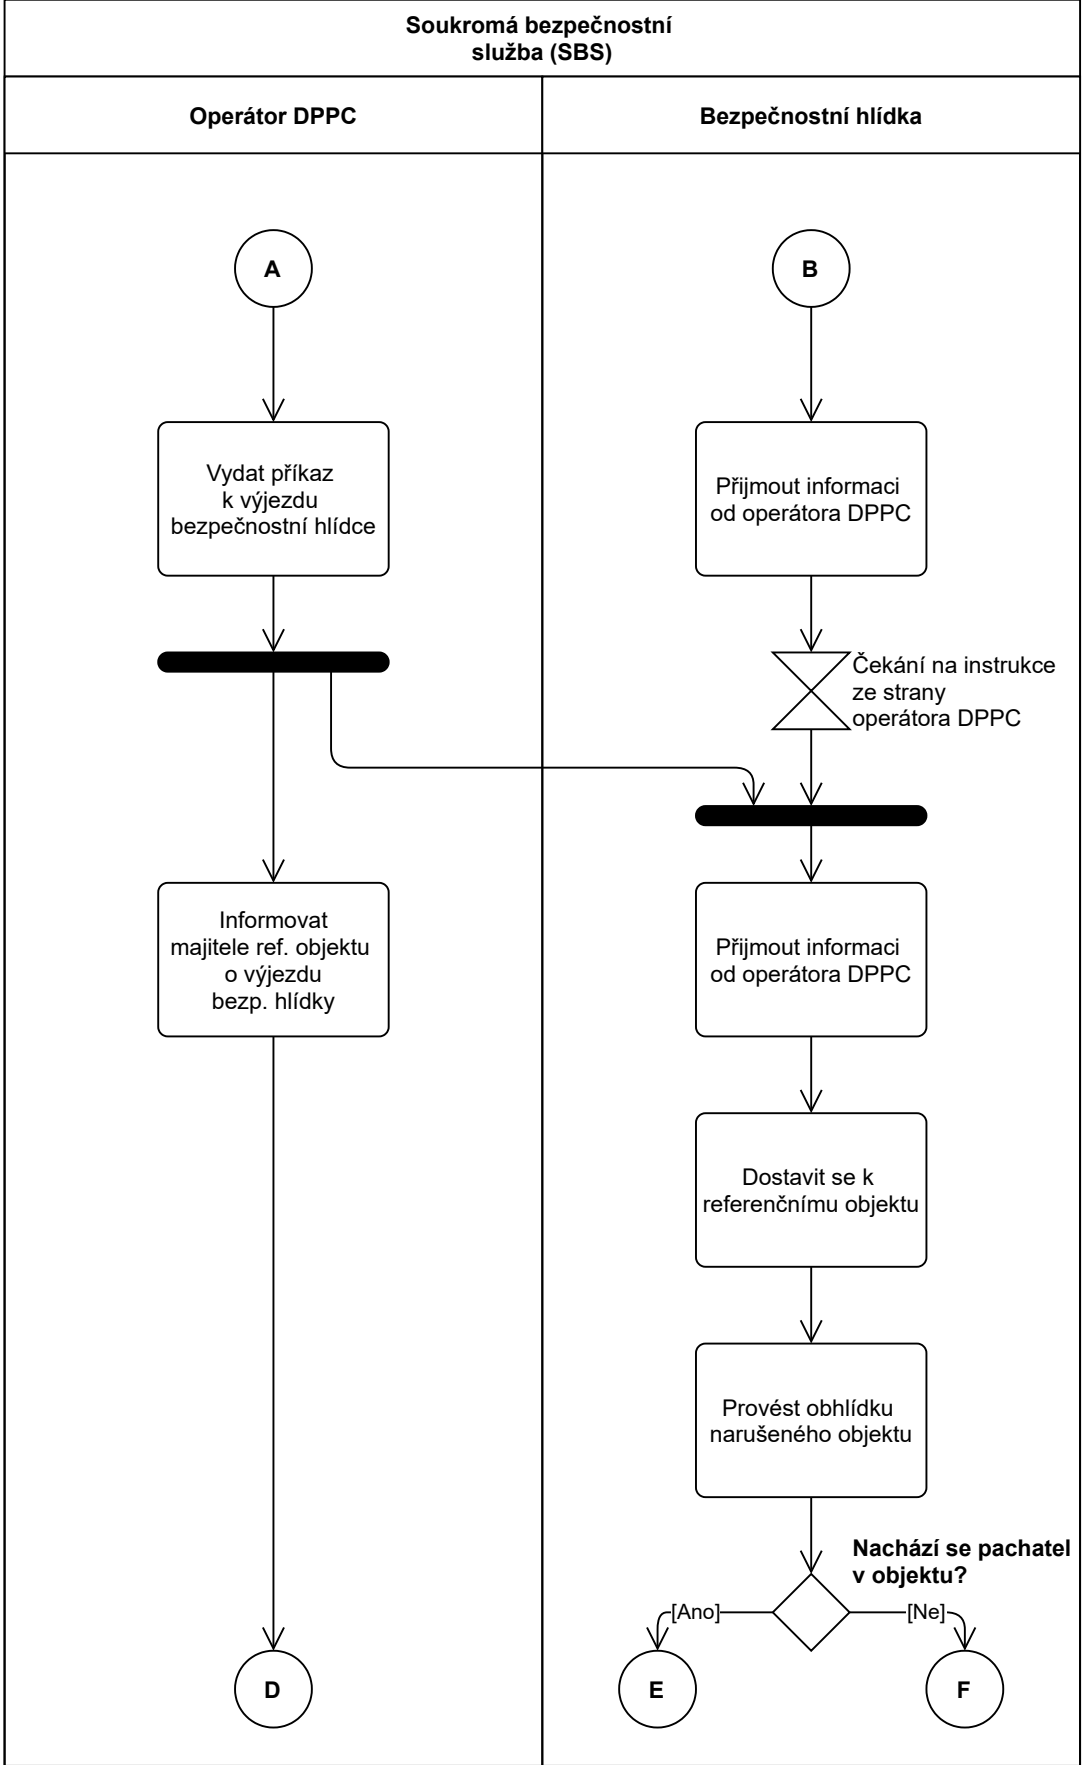 Soukromá bezpečnostní
služba (SBS)
Operátor DPPC
Bezpečnostní hlídka
A
B
Vydat příkaz
k výjezdu
bezpečnostní hlídce
Přijmout informaci
od operátora DPPC
Čekání na instrukce
ze strany
operátora DPPC
Informovat
majitele ref. objektu
o výjezdu
bezp. hlídky
Přijmout informaci
od operátora DPPC
Dostavit se k
referenčnímu objektu
Provést obhlídku
narušeného objektu
Nachází se pachatel
v objektu?
[Ano]
[Ne]
D
E
F